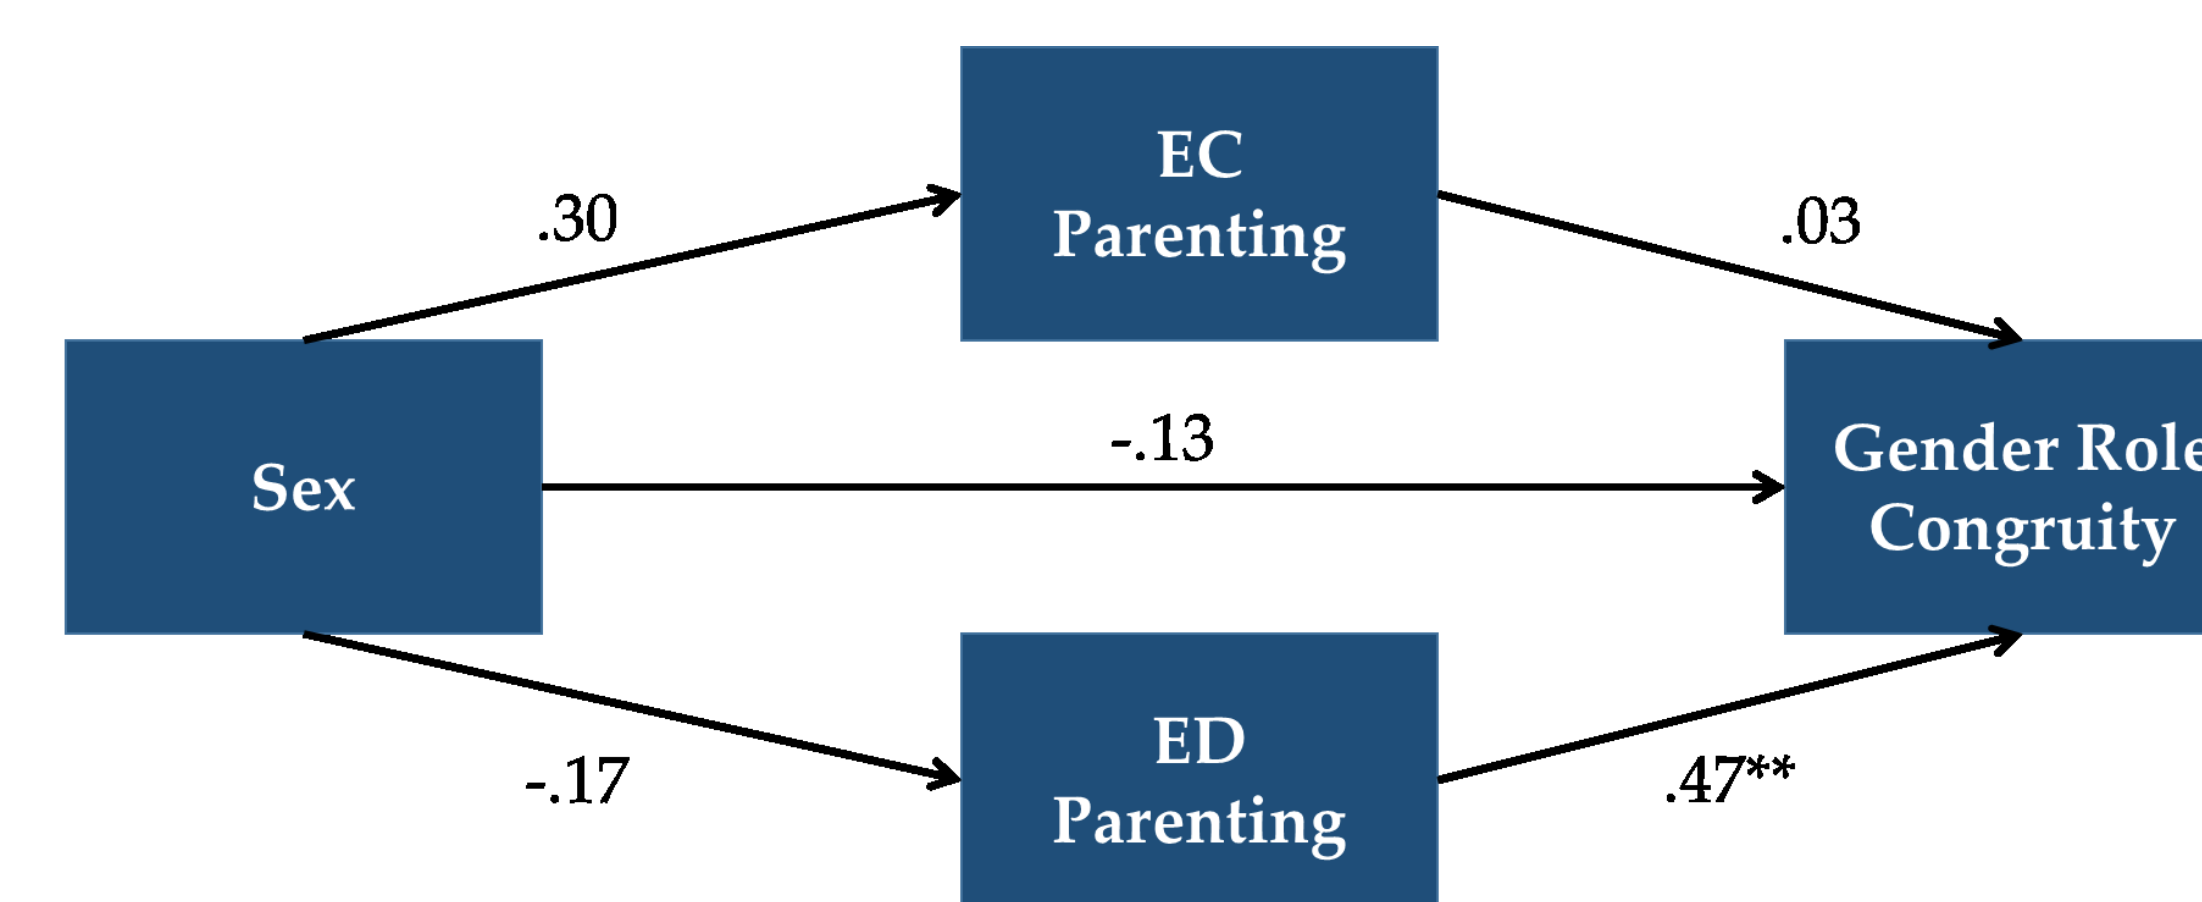 EC
Parenting
.30
.03
-.13
Sex
Gender Role
Congruity
ED
Parenting
-.17
.47**